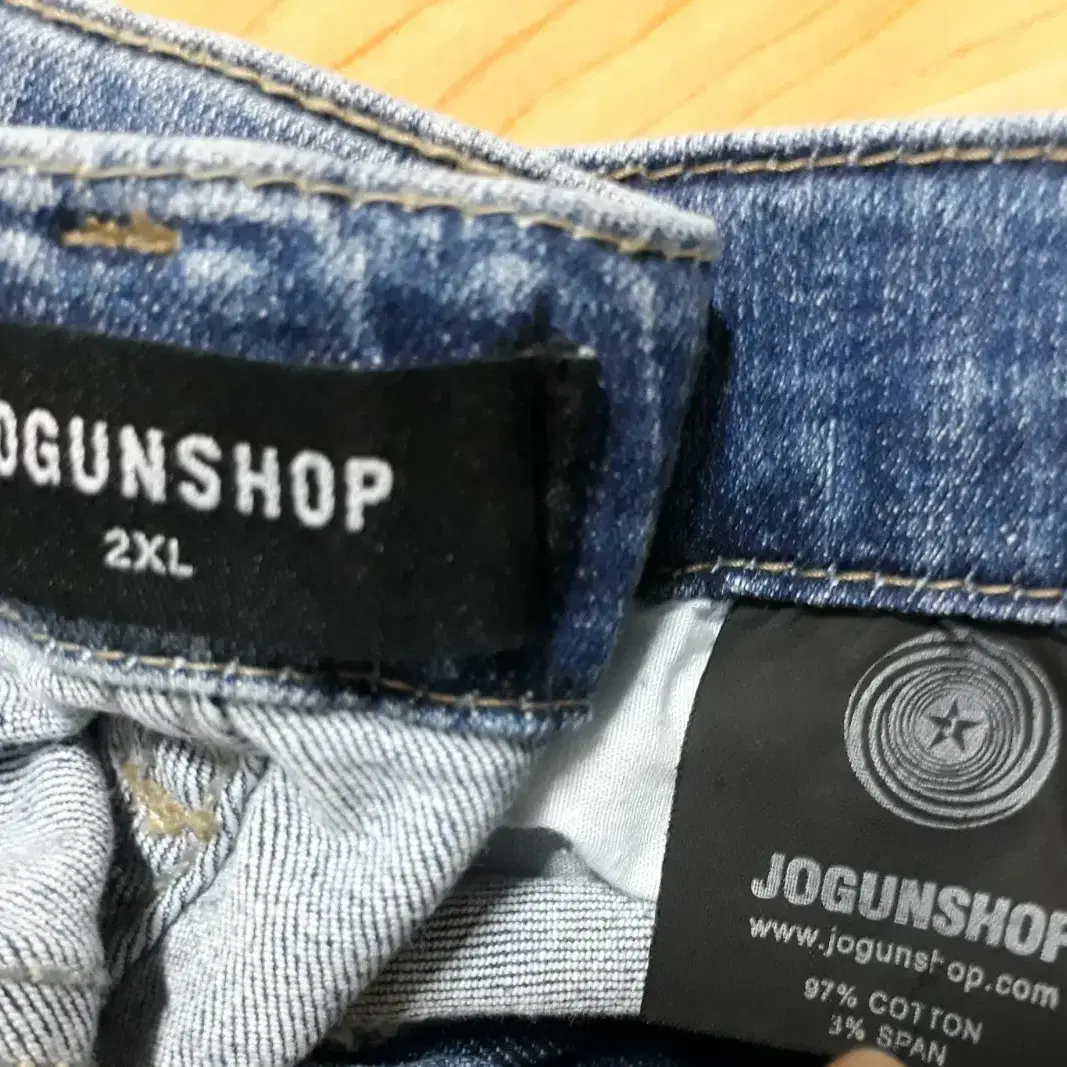 OGUNSHOP
2XL
JOGUNSHOP
www.jogunshop.com
97% COTTON
3% SPAN